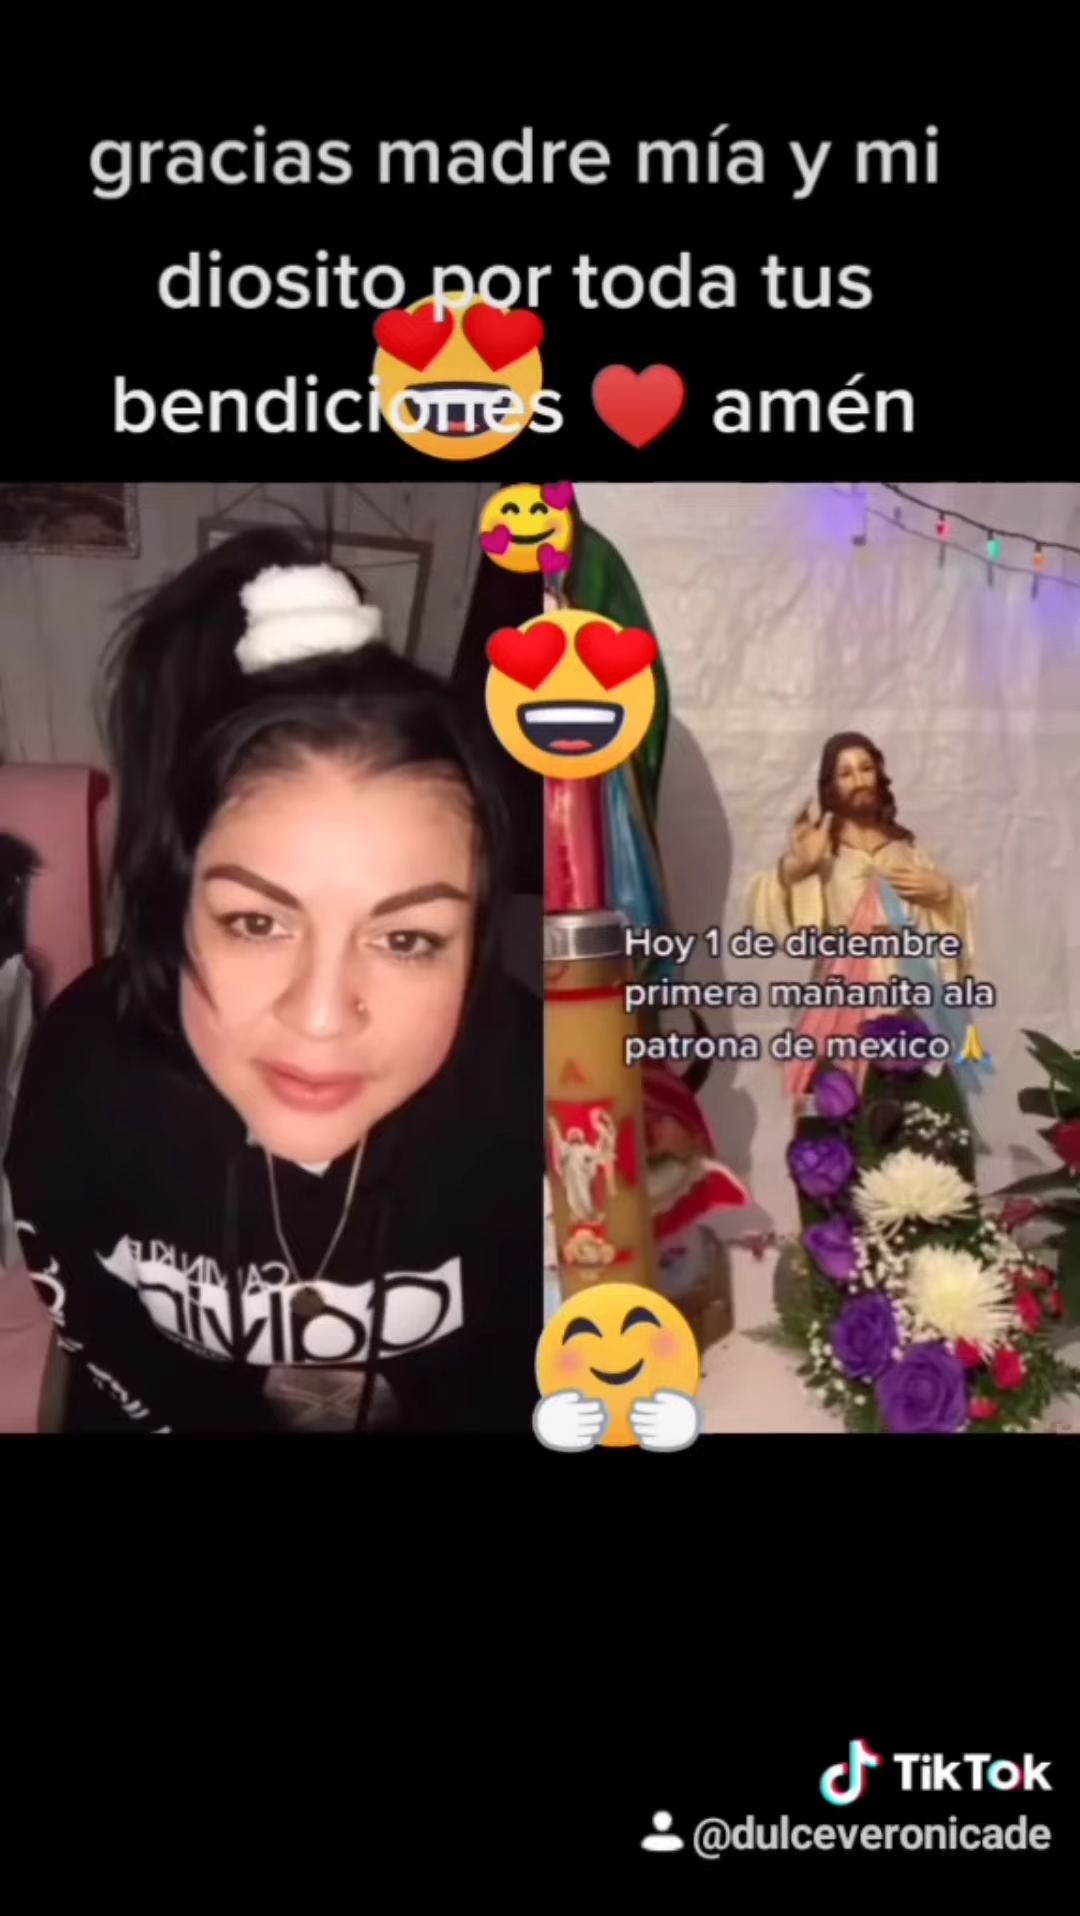 gracias madre mía y mi
diosito por toda tus
bendiciones ❤️ amén
Hoy 1 de diciembre
primera mañanita ala
patrona de mexico🙏
TikTok
@dulceveronicade